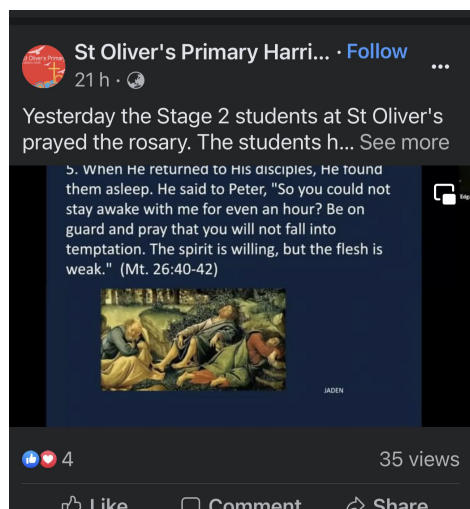 St Oliver's Primary Harri... · Follow
21 h ·
Yesterday the Stage 2 students at St Oliver's
prayed the rosary. The students h... See more
5. When He returned to His disciples, He found
them asleep. He said to Peter, "So you could not
stay awake with me for even an hour? Be on
guard and pray that you will not fall into
temptation. The spirit is willing, but the flesh is
weak." (Mt. 26:40-42)
JADEN
4
35 views
Like
Comment
Share